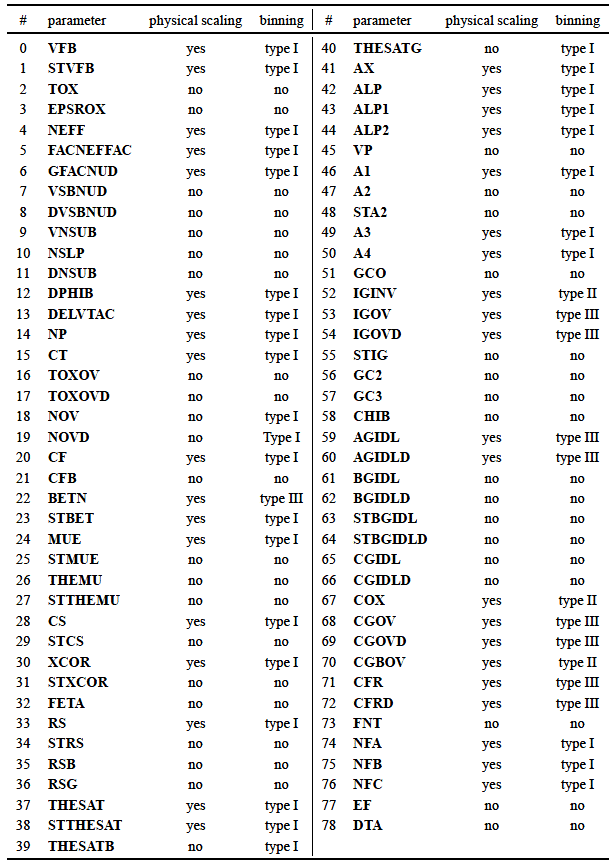 # parameter physical scaling binning # parameter physical scaling binning
0 VFB yes type I 40 THESATG no type I
1 STVFB yes type I 41 AX yes type I
2 TOX no no 42 ALP yes type I
3 EPSROX no no 43 ALP1 yes type I
4 NEFF yes type I 44 ALP2 yes type I
5 FACNEFFAC yes type I 45 VP no no
6 GFACNUD yes type I 46 A1 yes type I
7 VSBNUD no no 47 A2 no no
8 DVSBNUD no no 48 STA2 no no
9 VNSUB no no 49 A3 yes type I
10 NSLP no no 50 A4 yes type I
11 DNSUB no no 51 GCO no no
12 DPHIB yes type I 52 IGINV yes type II
13 DELVTAC yes type I 53 IGOV yes type III
14 NP yes type I 54 IGOVD yes type III
15 CT yes type I 55 STIG no no
16 TOXOV no no 56 GC2 no no
17 TOXOVD no no 57 GC3 no no
18 NOV no type I 58 CHIB no no
19 NOVD no Type I 59 AGIDL yes type III
20 CF yes type I 60 AGIDLD yes type III
21 CFB no no 61 BGIDL no no
22 BETN yes type III 62 BGIDLD no no
23 STBET yes type I 63 STBGIDL no no
24 MUE yes type I 64 STBGIDLD no no
25 STMUE no no 65 CGIDL no no
26 THEMU no no 66 CGIDLD no no
27 STTHEMU no no 67 COX yes type II
28 CS yes type I 68 CGOV yes type III
29 STCS no no 69 CGOVD yes type III
30 XCOR yes type I 70 CGBOV yes type II
31 STXCOR no no 71 CFR yes type III
32 FETA no no 72 CFRD yes type III
33 RS yes type I 73 FNT no no
34 STRS no no 74 NFA yes type I
35 RSB no no 75 NFB yes type I
36 RSG no no 76 NFC yes type I
37 THESAT yes type I 77 EF no no
38 STTHESAT yes type I 78 DTA no no
39 THESATB no type I